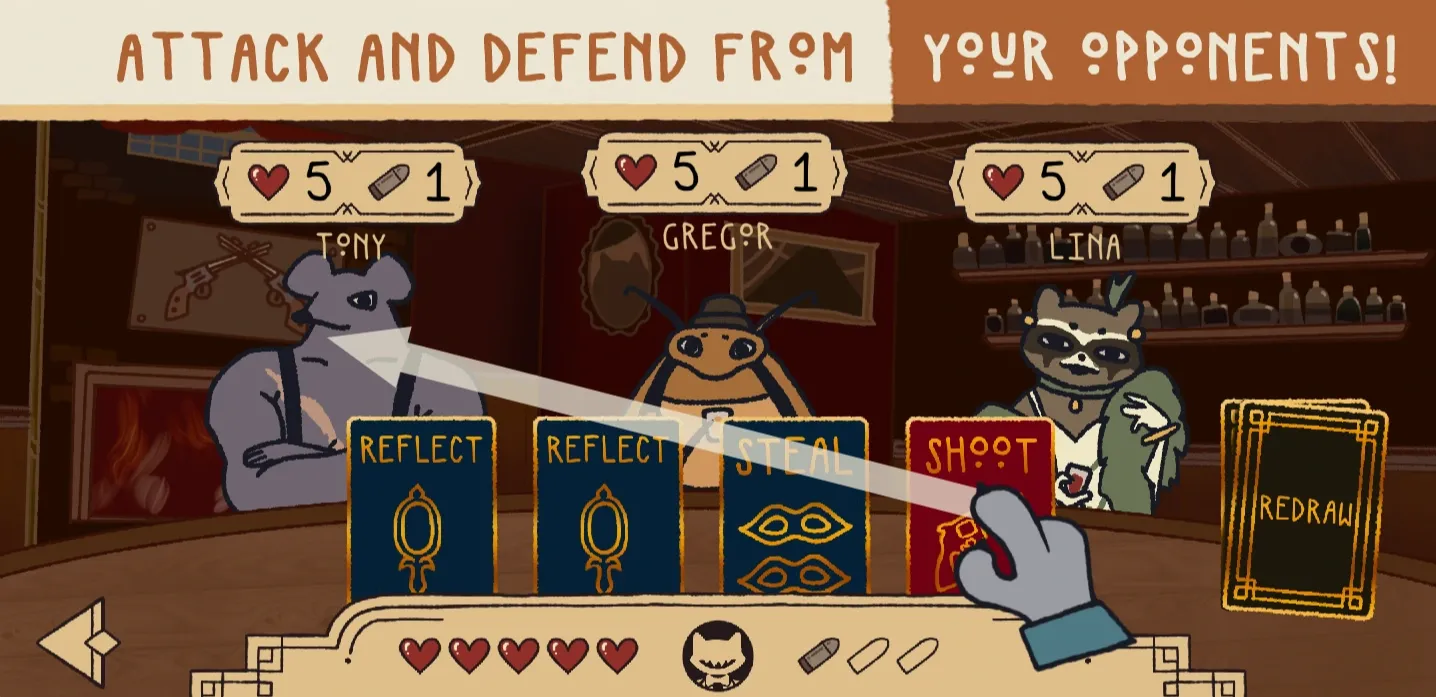 ATTACK AND DEFEND FROM YOUR OPPONENTS!
5 1
5 1
5 1
TONY
GREGOR
LINA
REFLECT
REFLECT
STEAL
SHOOT
REDRAW